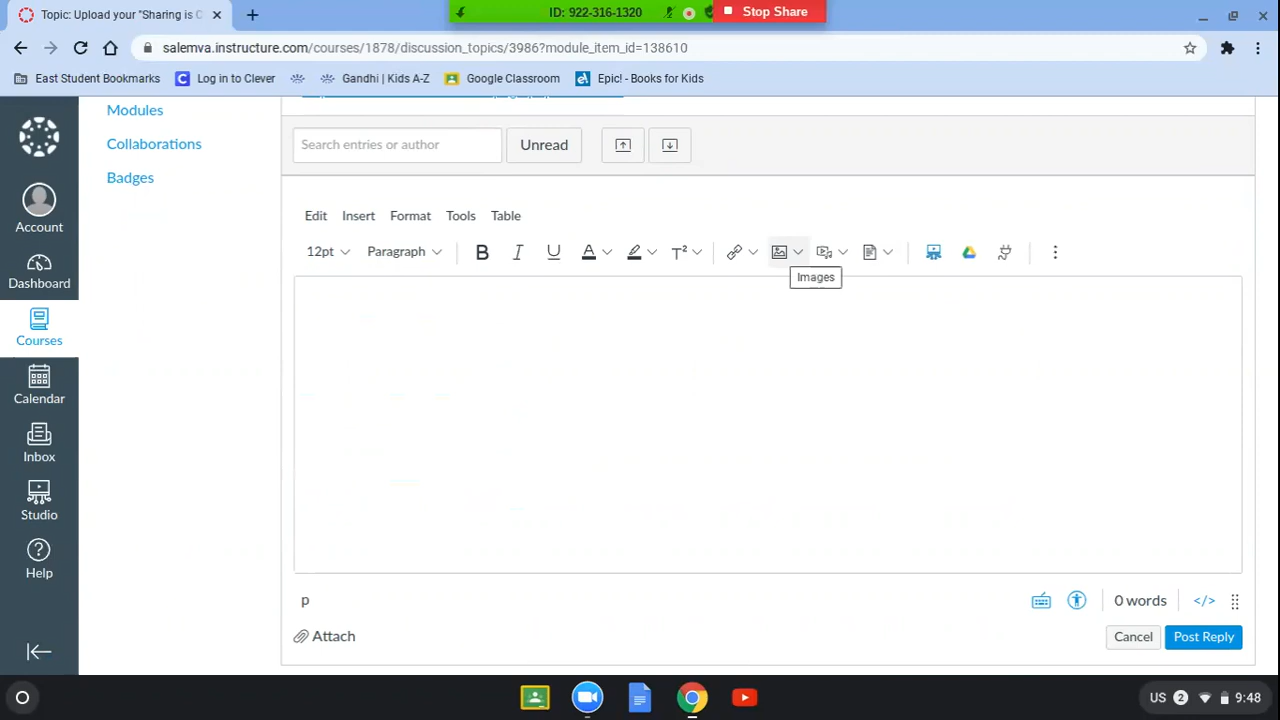 Topic: Upload your "Sharing is C
ID: 922-316-1320
Stop Share
salemva.instructure.com/courses/1878/discussion_topics/3986?module_item_id=138610
East Student Bookmarks
Log in to Clever
Gandhi | Kids A-Z
Google Classroom
Epic! - Books for Kids
Modules
Collaborations
Badges
Account
Dashboard
Courses
Calendar
Inbox
Studio
Help
Search entries or author
Unread
Edit Insert Format Tools Table
12pt Paragraph B I U A T²
Images
p
0 words </>
Attach
Cancel Post Reply
US 2 9:48